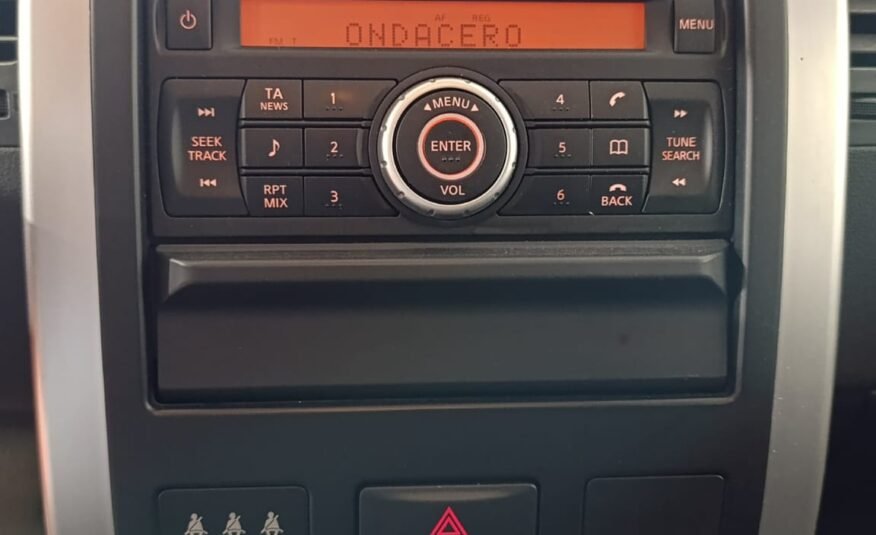 AF REG
FM T
ONDACERO
MENU
TA
NEWS
1
MENU
4
SEEK
TRACK
2
ENTER
5
TUNE
SEARCH
RPT
MIX
3
VOL
6
BACK